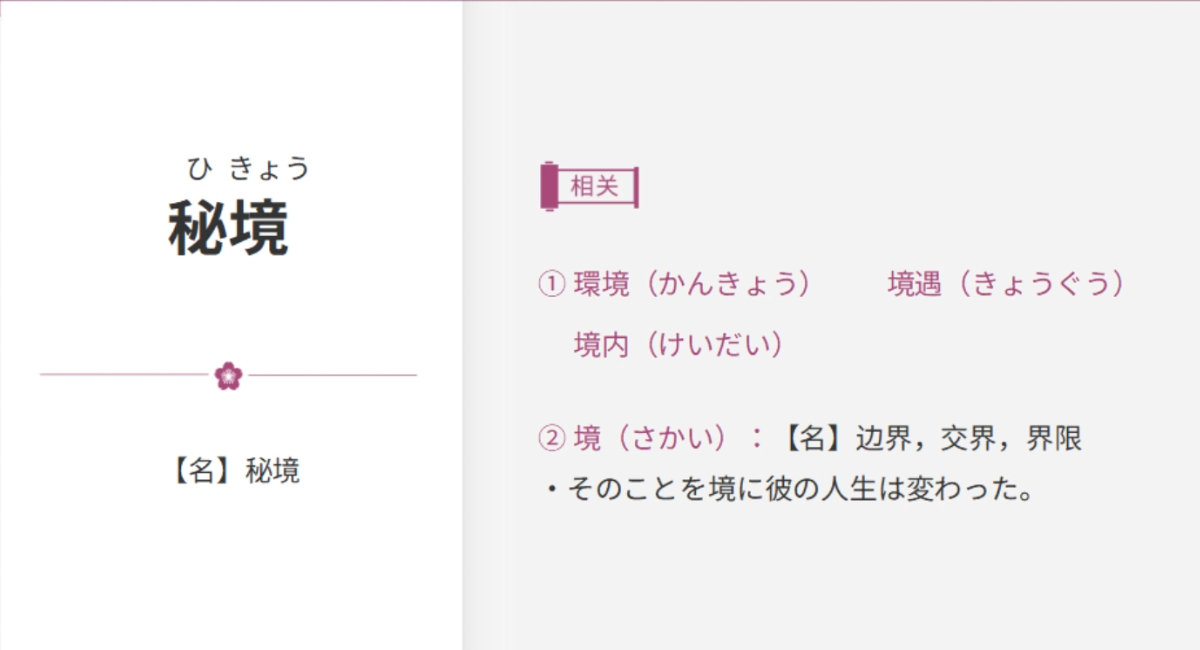 ひ きょう
秘境
【名】秘境
相关
① 環境（かんきょう） 境遇（きょうぐう）
境内（けいだい）
② 境（さかい）：【名】边界，交界，界限
・そのことを境に彼の人生は変わった。